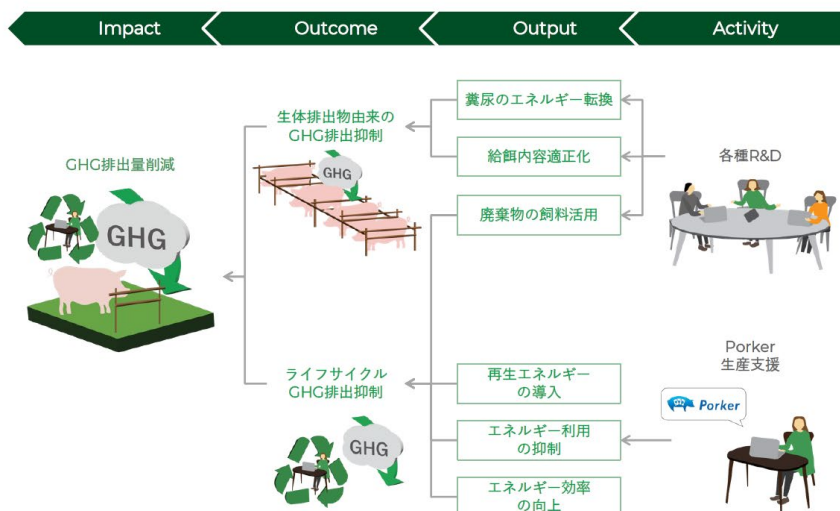 Impact
Outcome
Output
Activity
GHG排出量削減
GHG
生体排出物由来の
GHG排出抑制
GHG
ライフサイクル
GHG排出抑制
GHG
糞尿のエネルギー転換
給餌内容適正化
廃棄物の飼料活用
再生エネルギー
の導入
エネルギー利用
の抑制
エネルギー効率
の向上
各種R&D
Porker
生産支援
Porker